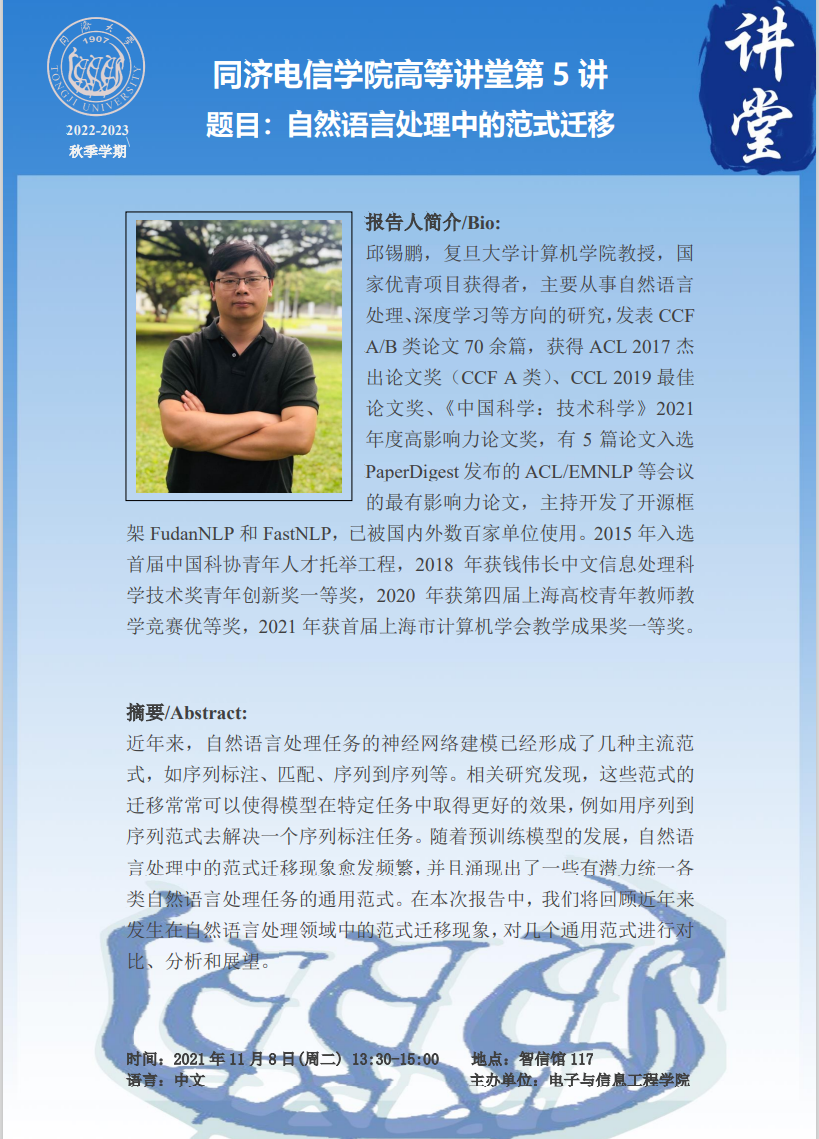 同济大学
1907
TONGJI UNIVERSITY
2022-2023
秋季学期
同济电信学院高等讲堂第 5 讲
题目：自然语言处理中的范式迁移
讲堂
报告人简介/Bio:
邱锡鹏，复旦大学计算机学院教授，国
家优青项目获得者，主要从事自然语言
处理、深度学习等方向的研究，发表 CCF
A/B 类论文 70 余篇，获得 ACL 2017 杰
出论文奖（CCF A 类）、CCL 2019 最佳
论文奖、《中国科学：技术科学》2021
年度高影响力论文奖，有 5 篇论文入选
PaperDigest 发布的 ACL/EMNLP 等会议
的最有影响力论文，主持开发了开源框
架 FudanNLP 和 FastNLP，已被国内外数百家单位使用。2015 年入选
首届中国科协青年人才托举工程，2018 年获钱伟长中文信息处理科
学技术奖青年创新奖一等奖，2020 年获第四届上海高校青年教师教
学竞赛优等奖，2021 年获首届上海市计算机学会教学成果奖一等奖。
摘要/Abstract:
近年来，自然语言处理任务的神经网络建模已经形成了几种主流范
式，如序列标注、匹配、序列到序列等。相关研究发现，这些范式的
迁移常常可以使得模型在特定任务中取得更好的效果，例如用序列到
序列范式去解决一个序列标注任务。随着预训练模型的发展，自然语
言处理中的范式迁移现象愈发频繁，并且涌现出了一些有潜力统一各
类自然语言处理任务的通用范式。在本次报告中，我们将回顾近年来
发生在自然语言处理领域中的范式迁移现象，对几个通用范式进行对
比、分析和展望。
时间：2021 年 11 月 8 日(周二) 13:30-15:00 地点：智信馆 117
语言：中文 主办单位：电子与信息工程学院